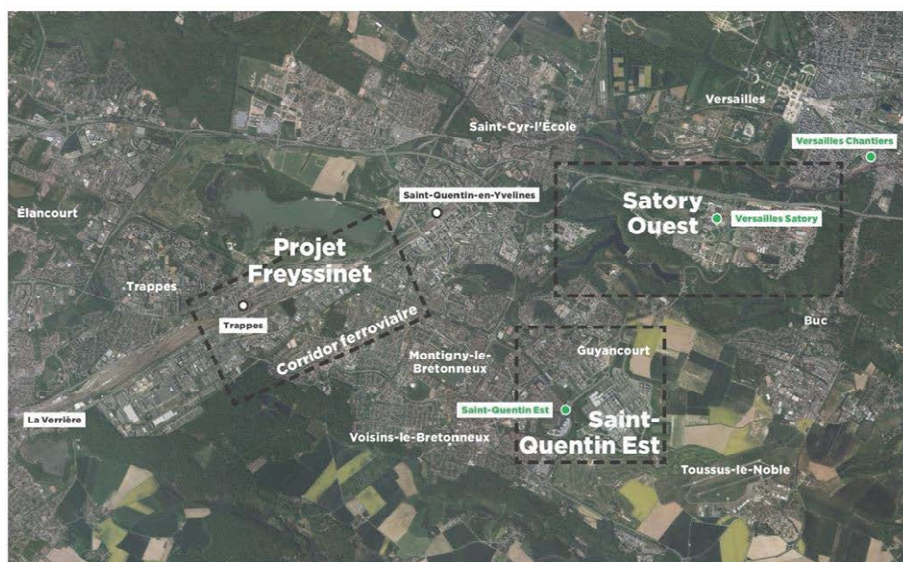 Versailles
Versailles Chantiers
Saint-Cyr-l'École
Saint-Quentin-en-Yvelines
Satory
Ouest
Versailles Satory
Élancourt
Projet
Freyssinet
Trappes
Trappes
Corridor ferroviaire
Buc
Guyancourt
Montigny-le-
Bretonneux
Saint-Quentin Est
Saint-
Quentin Est
La Verrière
Voisins-le-Bretonneux
Toussus-le-Noble